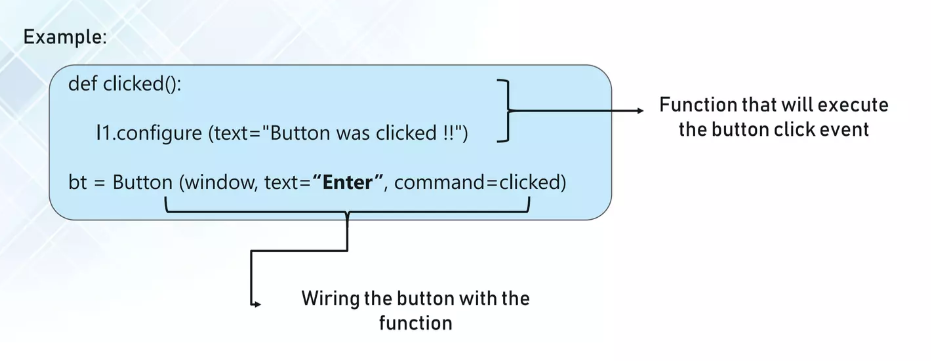 Example:
def clicked():
l1.configure (text="Button was clicked !!")
bt = Button (window, text=“Enter”, command=clicked)
Function that will execute
the button click event
Wiring the button with the
function